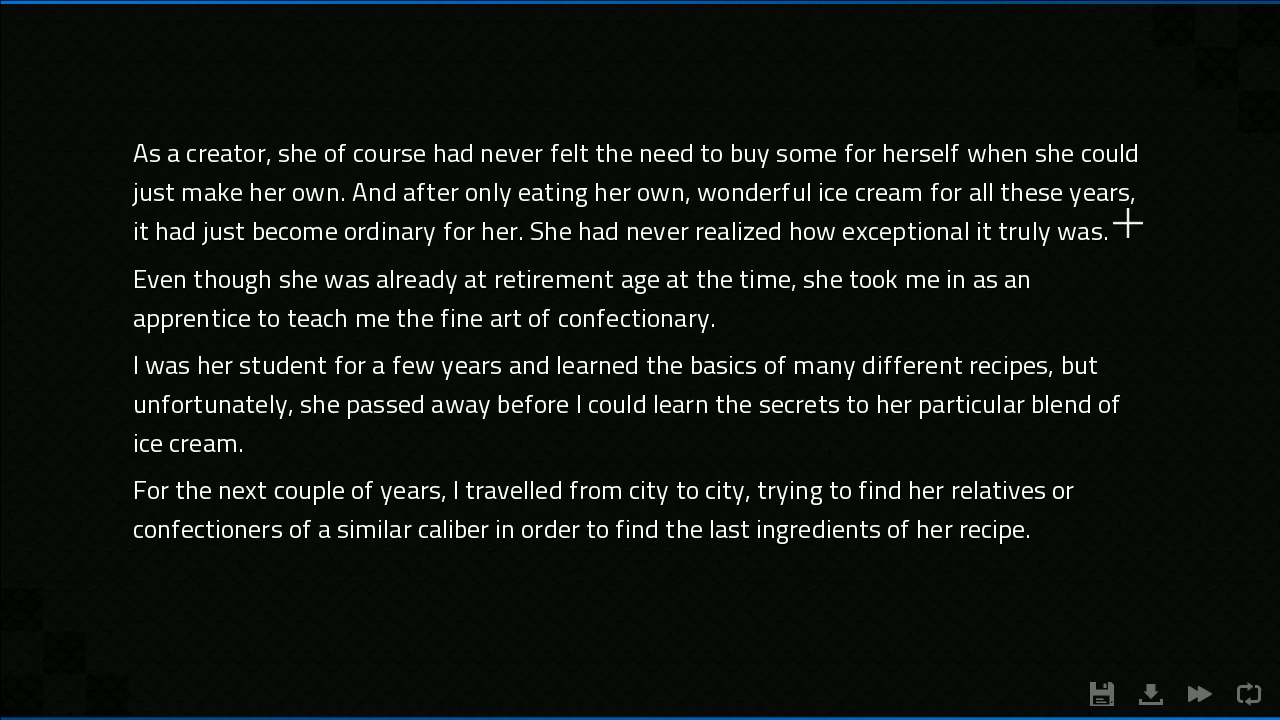 As a creator, she of course had never felt the need to buy some for herself when she could
just make her own. And after only eating her own, wonderful ice cream for all these years,
it had just become ordinary for her. She had never realized how exceptional it truly was.
Even though she was already at retirement age at the time, she took me in as an
apprentice to teach me the fine art of confectionary.
I was her student for a few years and learned the basics of many different recipes, but
unfortunately, she passed away before I could learn the secrets to her particular blend of
ice cream.
For the next couple of years, I travelled from city to city, trying to find her relatives or
confectioners of a similar caliber in order to find the last ingredients of her recipe.